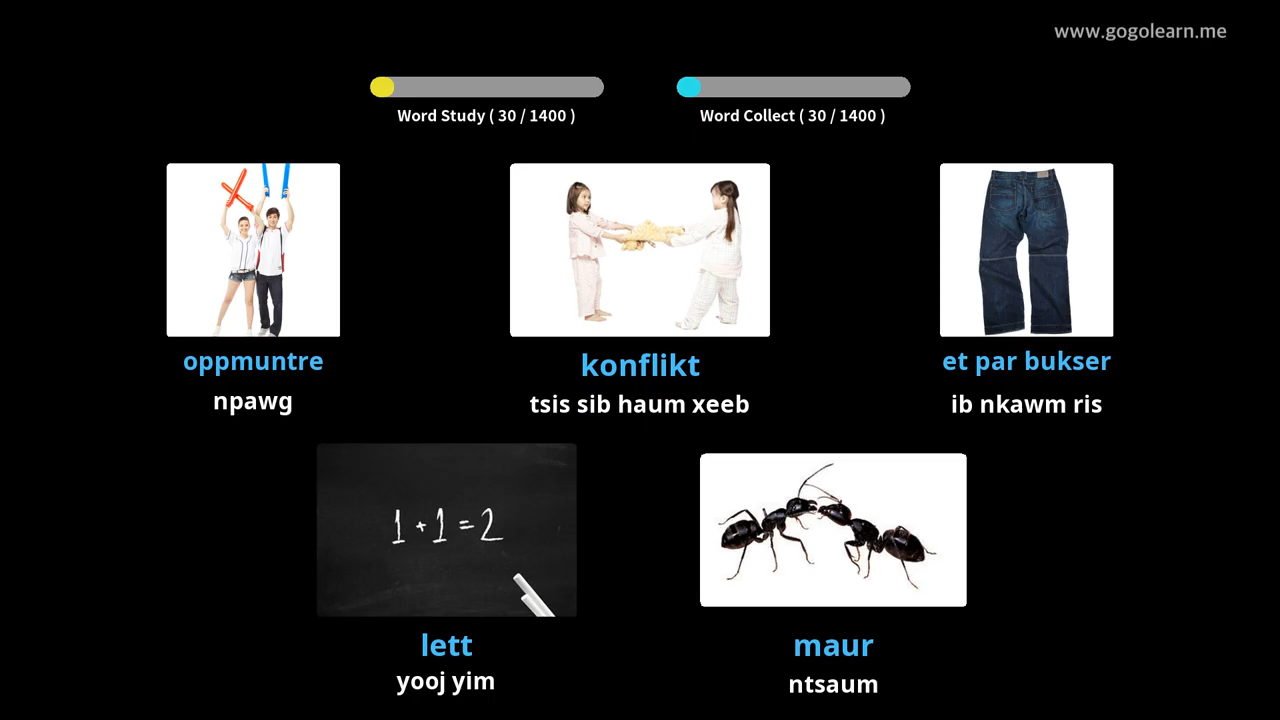 www.gogolearn.me
Word Study ( 30 / 1400 )
Word Collect ( 30 / 1400 )
oppmuntre
npawg
konflikt
tsis sib haum xeeb
et par bukser
ib nkawm ris
1 + 1 = 2
lett
yooj yim
maur
ntsaum